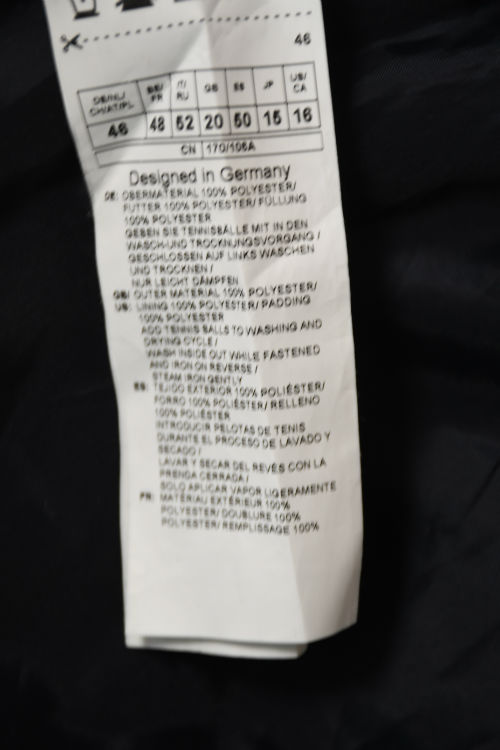 46
DE/NL/ BE/ IT/ GB ES JP US/
CH/AT/PL FR RU CA
46 48 52 20 50 15 16
CN 170/106A
Designed in Germany
DE: OBERMATERIAL 100% POLYESTER/
FUTTER 100% POLYESTER/ FÜLLUNG
100% POLYESTER
GEBEN SIE TENNISBÄLLE MIT IN DEN
WASCH-UND TROCKNUNGSVORGANG /
GESCHLOSSEN AUF LINKS WASCHEN
UND TROCKNEN /
NUR LEICHT DÄMPFEN
GB/ OUTER MATERIAL 100% POLYESTER/
US: LINING 100% POLYESTER/ PADDING
100% POLYESTER
ADD TENNIS BALLS TO WASHING AND
DRYING CYCLE /
WASH INSIDE OUT WHILE FASTENED
AND IRON ON REVERSE /
STEAM IRON GENTLY
ES: TEJIDO EXTERIOR 100% POLIÉSTER/
FORRO 100% POLIÉSTER/ RELLENO
100% POLIÉSTER
INTRODUCIR PELOTAS DE TENIS
DURANTE EL PROCESO DE LAVADO Y
SECADO /
LAVAR Y SECAR DEL REVÉS CON LA
PRENDA CERRADA /
SOLO APLICAR VAPOR LIGERAMENTE
FR: MATÉRIAU EXTÉRIEUR 100%
POLYESTER/ DOUBLURE 100%
POLYESTER/ REMPLISSAGE 100%